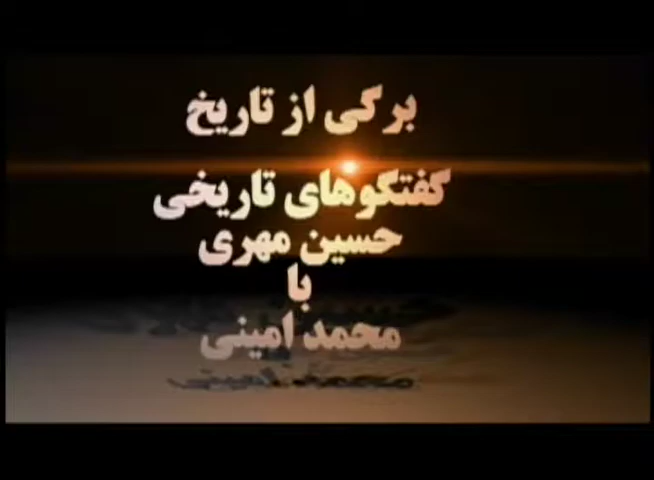 برگی از تاریخ
گفتگوهای تاریخی
حسین مهری
با
محمد امینی